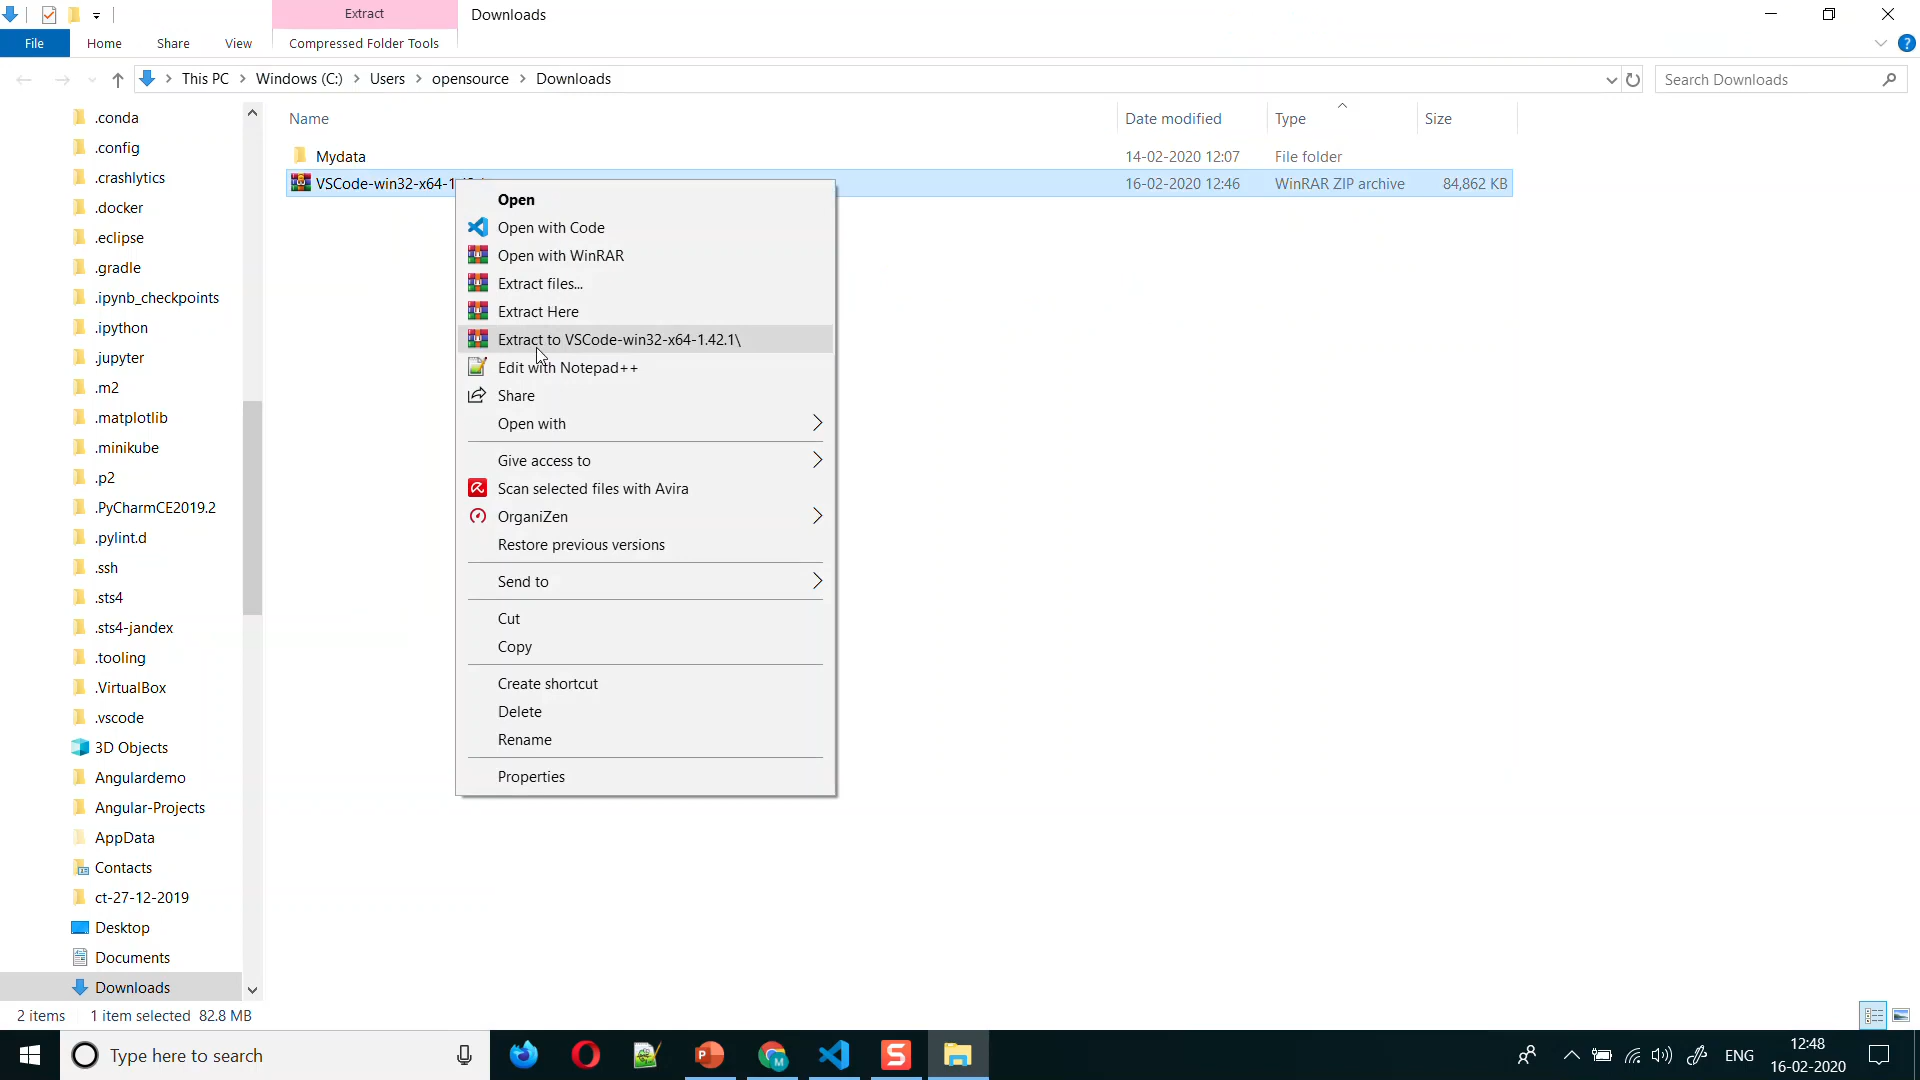 Extract
Downloads
File
Home
Share
View
Compressed Folder Tools
This PC
Windows (C:)
Users
opensource
Downloads
Search Downloads
.conda
.config
.crashlytics
.docker
.eclipse
.gradle
.ipynb_checkpoints
.ipython
.jupyter
.m2
.matplotlib
.minikube
.p2
.PyCharmCE2019.2
.pylint.d
.ssh
.sts4
.sts4-jandex
.tooling
.VirtualBox
.vscode
3D Objects
Angulardemo
Angular-Projects
AppData
Contacts
ct-27-12-2019
Desktop
Documents
Downloads
Name Date modified Type Size
Mydata 14-02-2020 12:07 File folder
VSCode-win32-x64-1 16-02-2020 12:46 WinRAR ZIP archive 84,862 KB
Open
Open with Code
Open with WinRAR
Extract files...
Extract Here
Extract to VSCode-win32-x64-1.42.1\
Edit with Notepad++
Share
Open with
Give access to
Scan selected files with Avira
OrganiZen
Restore previous versions
Send to
Cut
Copy
Create shortcut
Delete
Rename
Properties
2 items 1 item selected 82.8 MB
Type here to search
ENG
12:48
16-02-2020